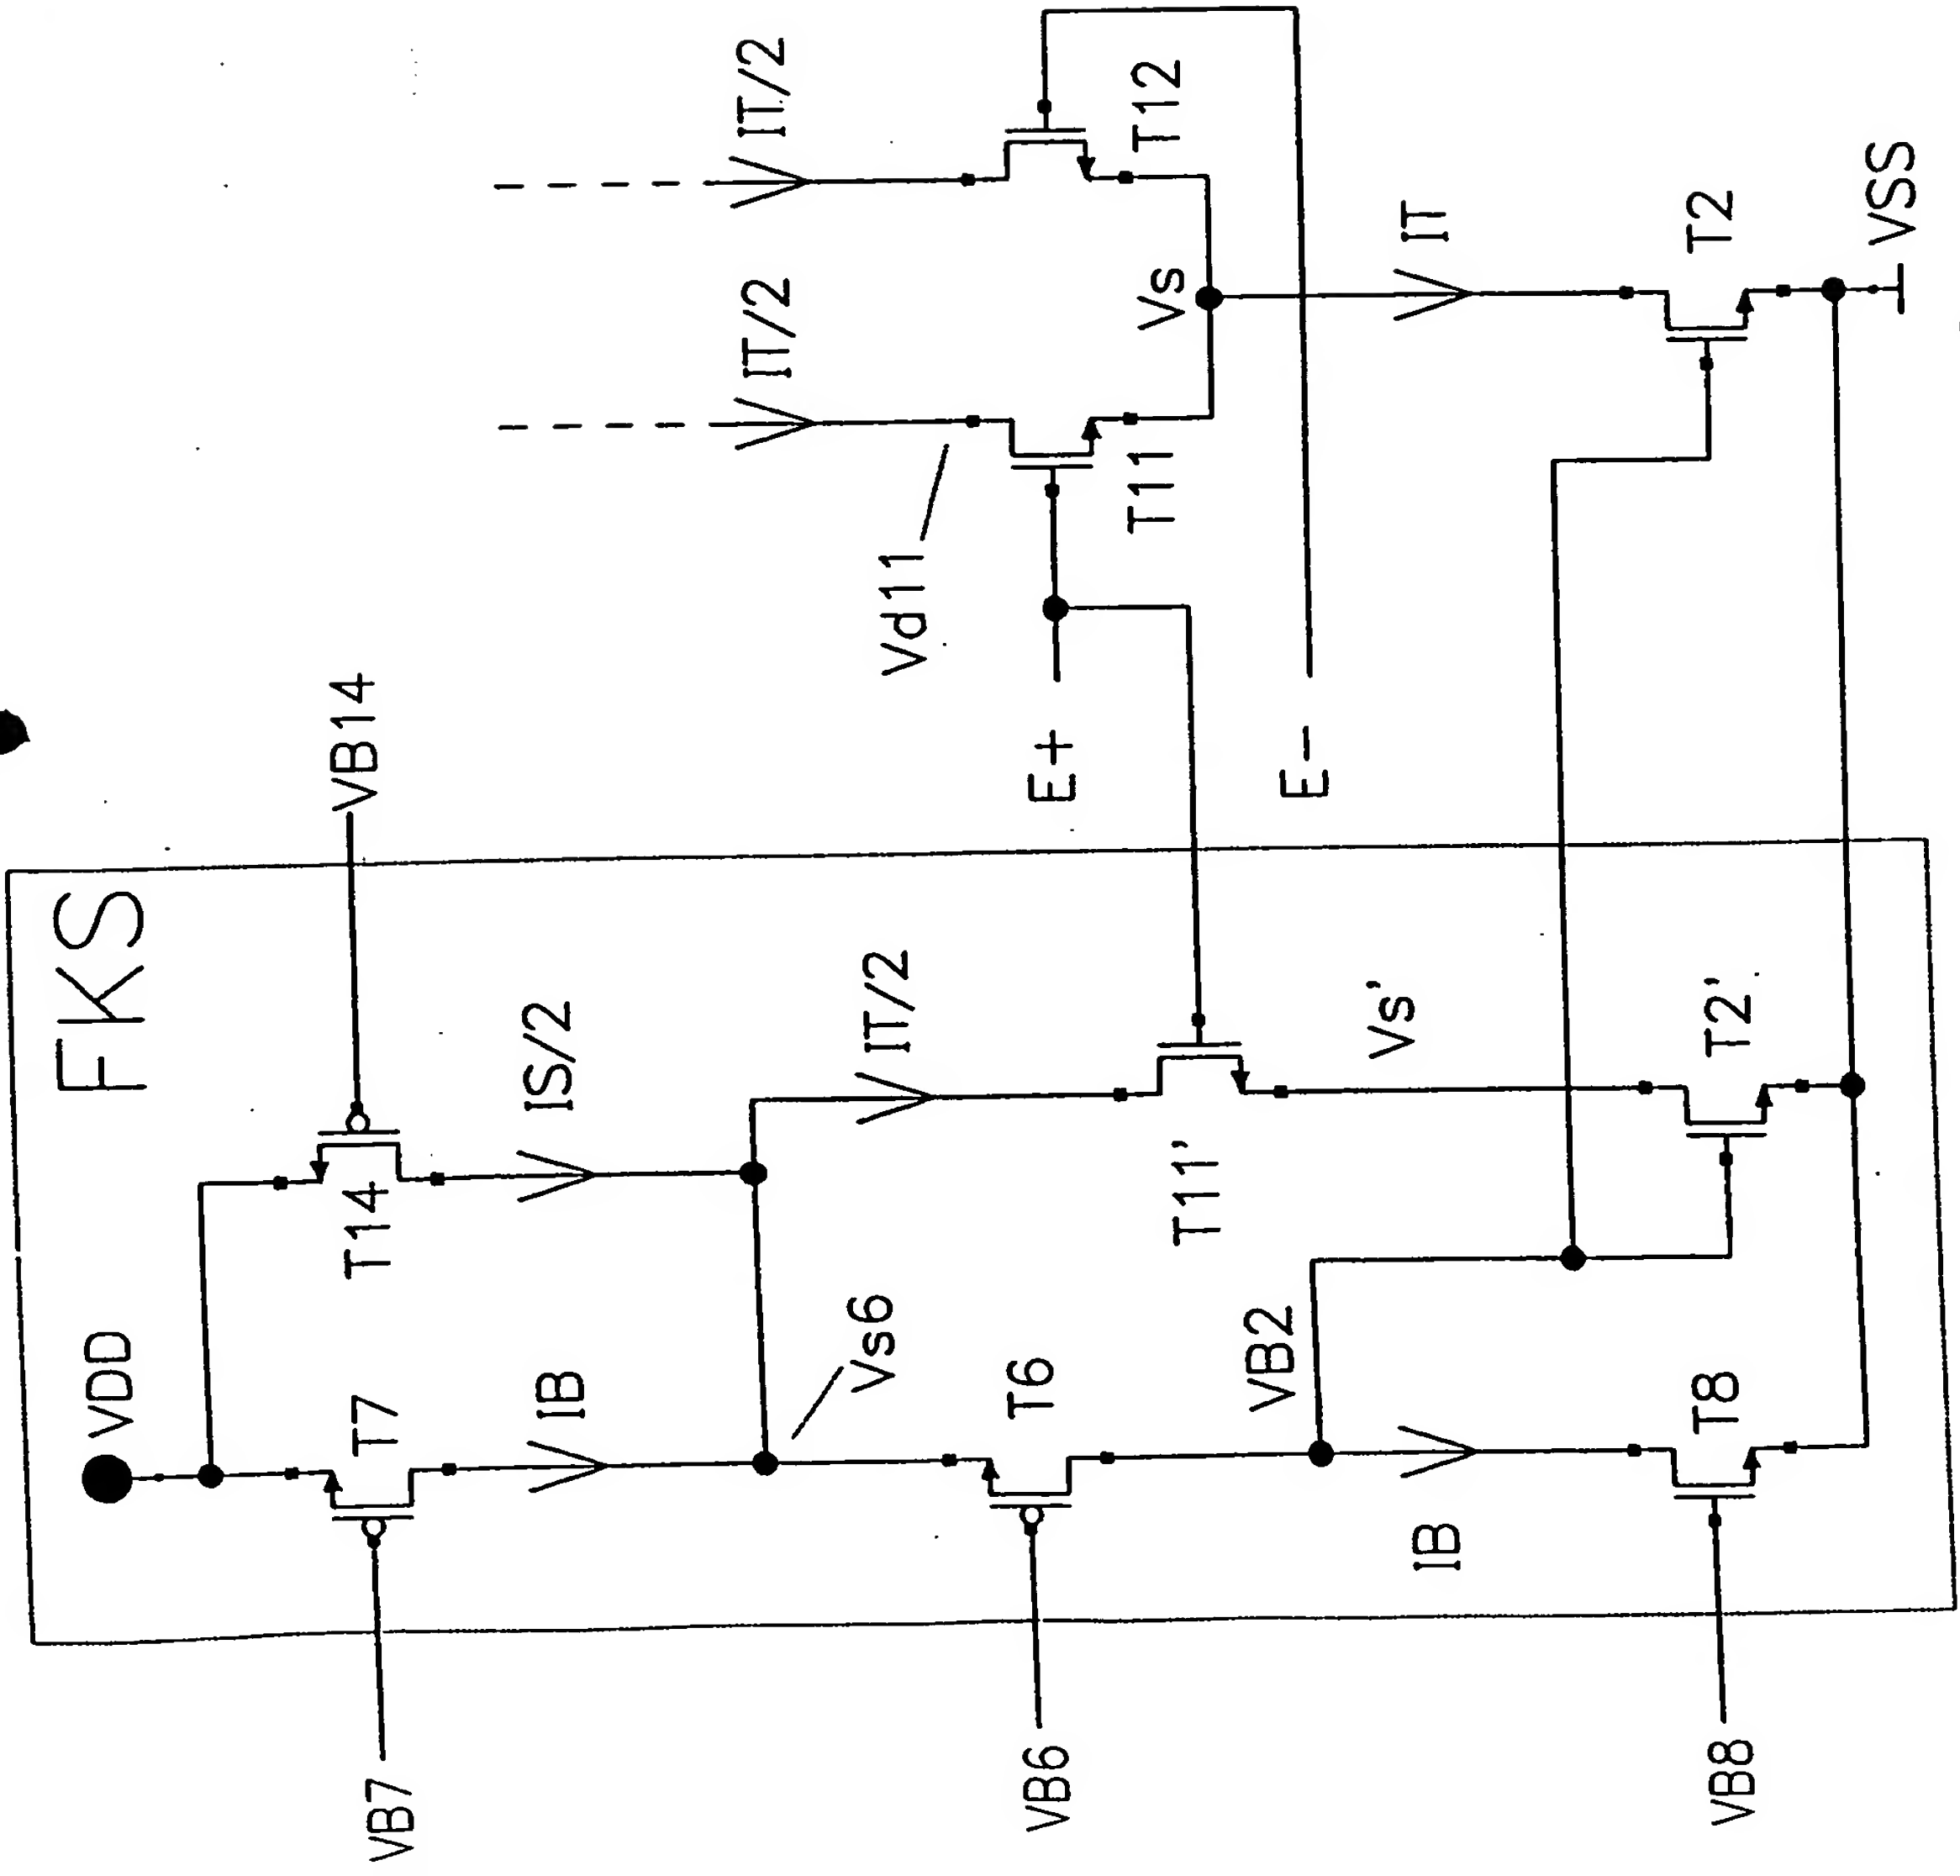 FKS
VDD
VB14
T7
T14
VB7
IB
IS/2
IT/2
IT/2
IT/2
Vs6
Vd11
T6
T11'
E+
T11
T12
VB6
VB2
Vs'
E-
Vs
IB
IT
T8
T2'
T2
VB8
VSS